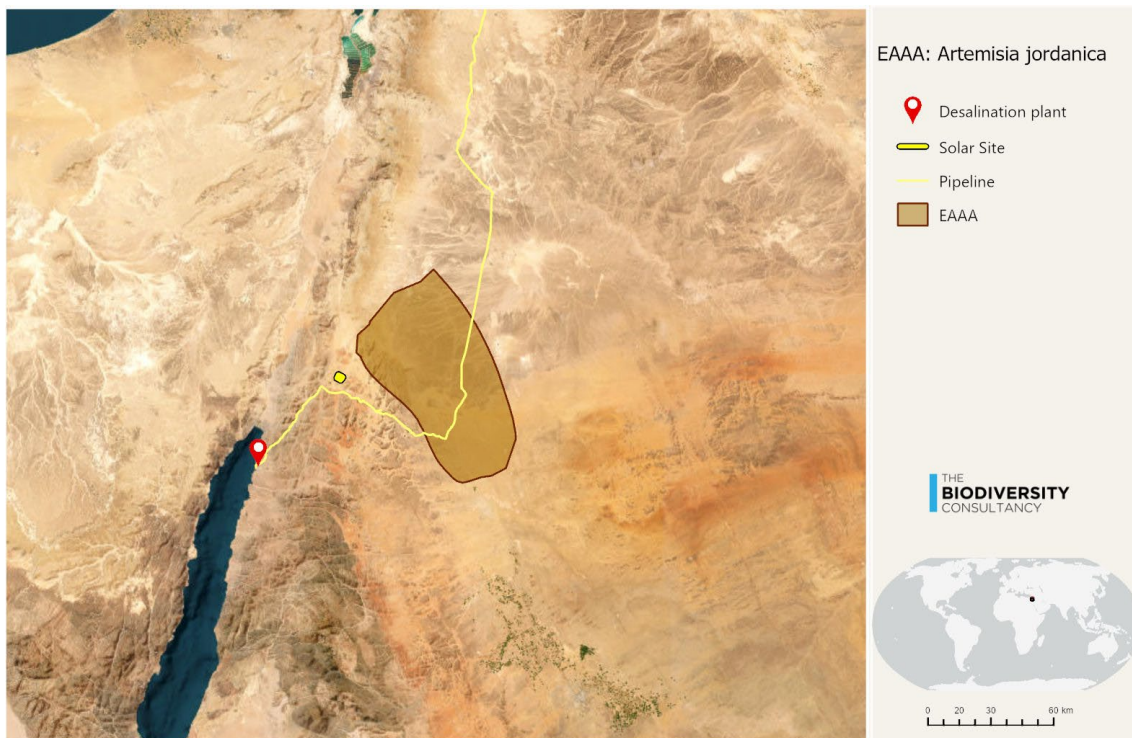 EAAA: Artemisia jordanica
Desalination plant
Solar Site
Pipeline
EAAA
THE
BIODIVERSITY
CONSULTANCY
0 20 30 60 km